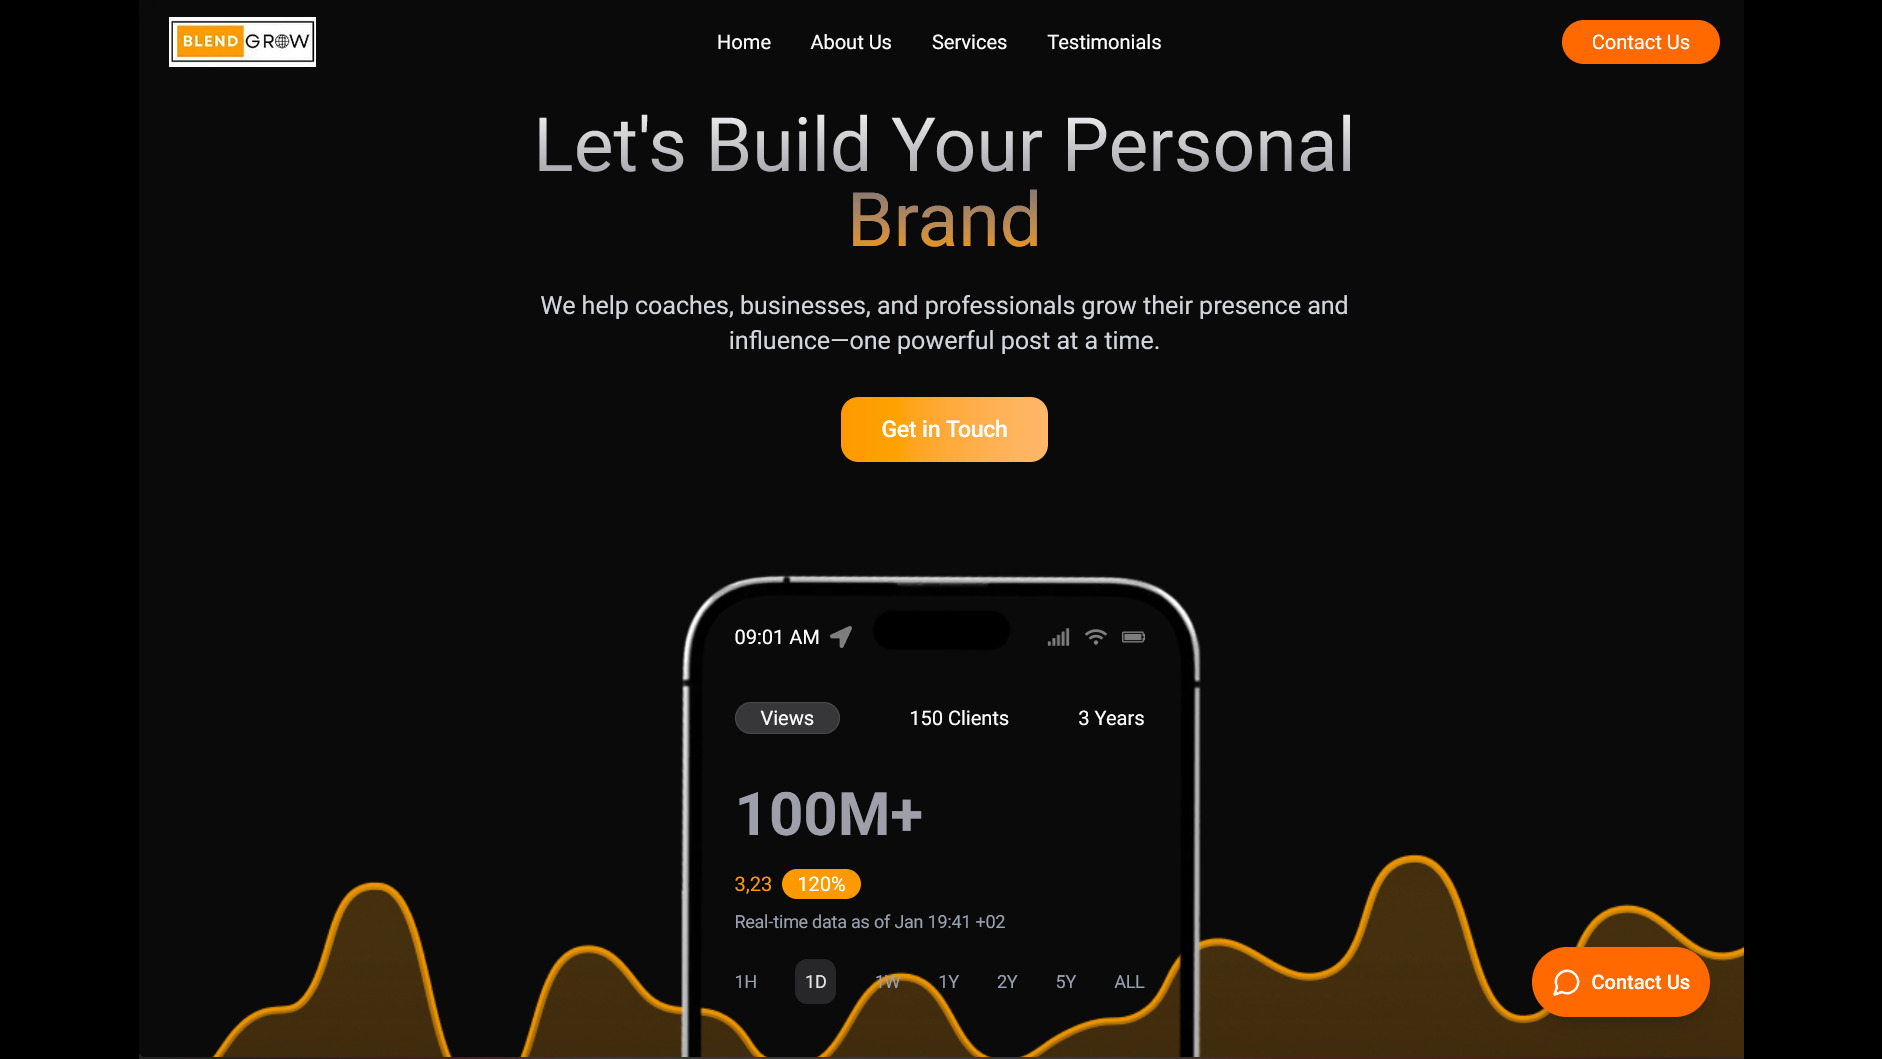 BLEND GROW
Home
About Us
Services
Testimonials
Contact Us
Let's Build Your Personal
Brand
We help coaches, businesses, and professionals grow their presence and
influence—one powerful post at a time.
Get in Touch
09:01 AM
Views
150 Clients
3 Years
100M+
3,23 120%
Real-time data as of Jan 19:41 +02
1H 1D 1W 1Y 2Y 5Y ALL
Contact Us